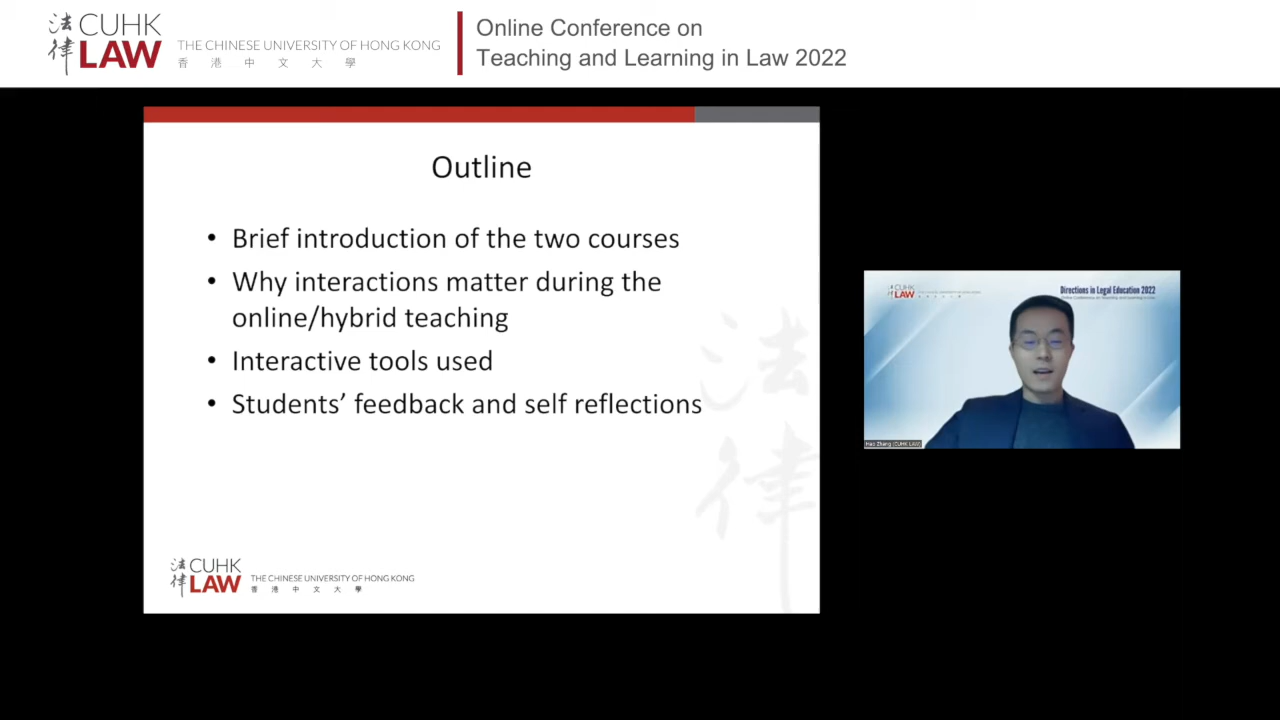 法律 CUHK LAW
THE CHINESE UNIVERSITY OF HONG KONG
香港中文大學
Online Conference on
Teaching and Learning in Law 2022
Outline
• Brief introduction of the two courses
• Why interactions matter during the
online/hybrid teaching
• Interactive tools used
• Students’ feedback and self reflections
法律
法律 CUHK LAW
THE CHINESE UNIVERSITY OF HONG KONG
香港中文大學
CUHK LAW
Directions in Legal Education 2022
Hao Zhang (CUHK LAW)